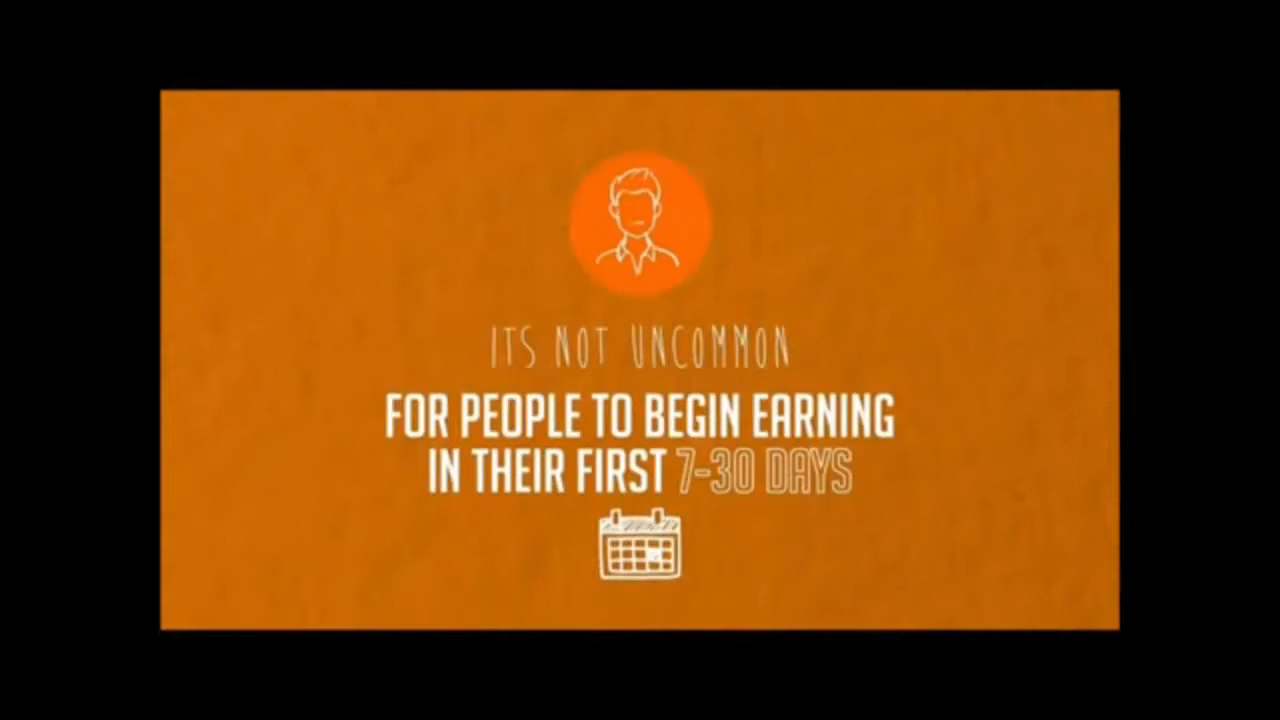 ITS NOT UNCOMMON
FOR PEOPLE TO BEGIN EARNING
IN THEIR FIRST 7-30 DAYS